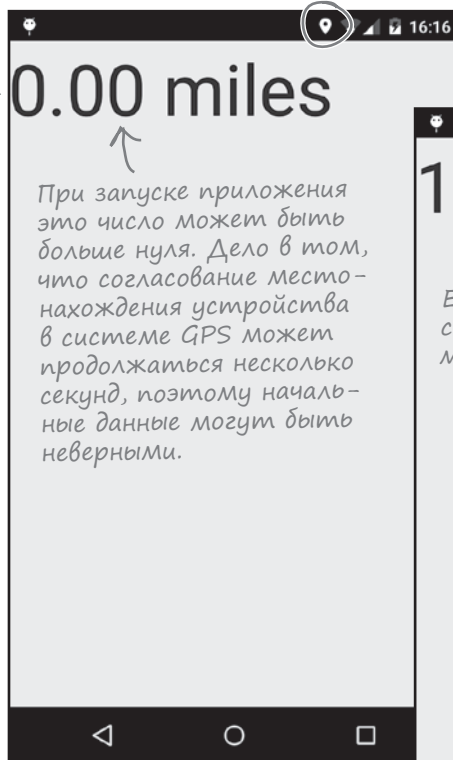 16:16
0.00 miles
1
При запуске приложения
это число может быть
больше нуля. Дело в том,
что согласование место-
нахождения устройства
в системе GPS может
продолжаться несколько
секунд, поэтому началь-
ные данные могут быть
неверными.